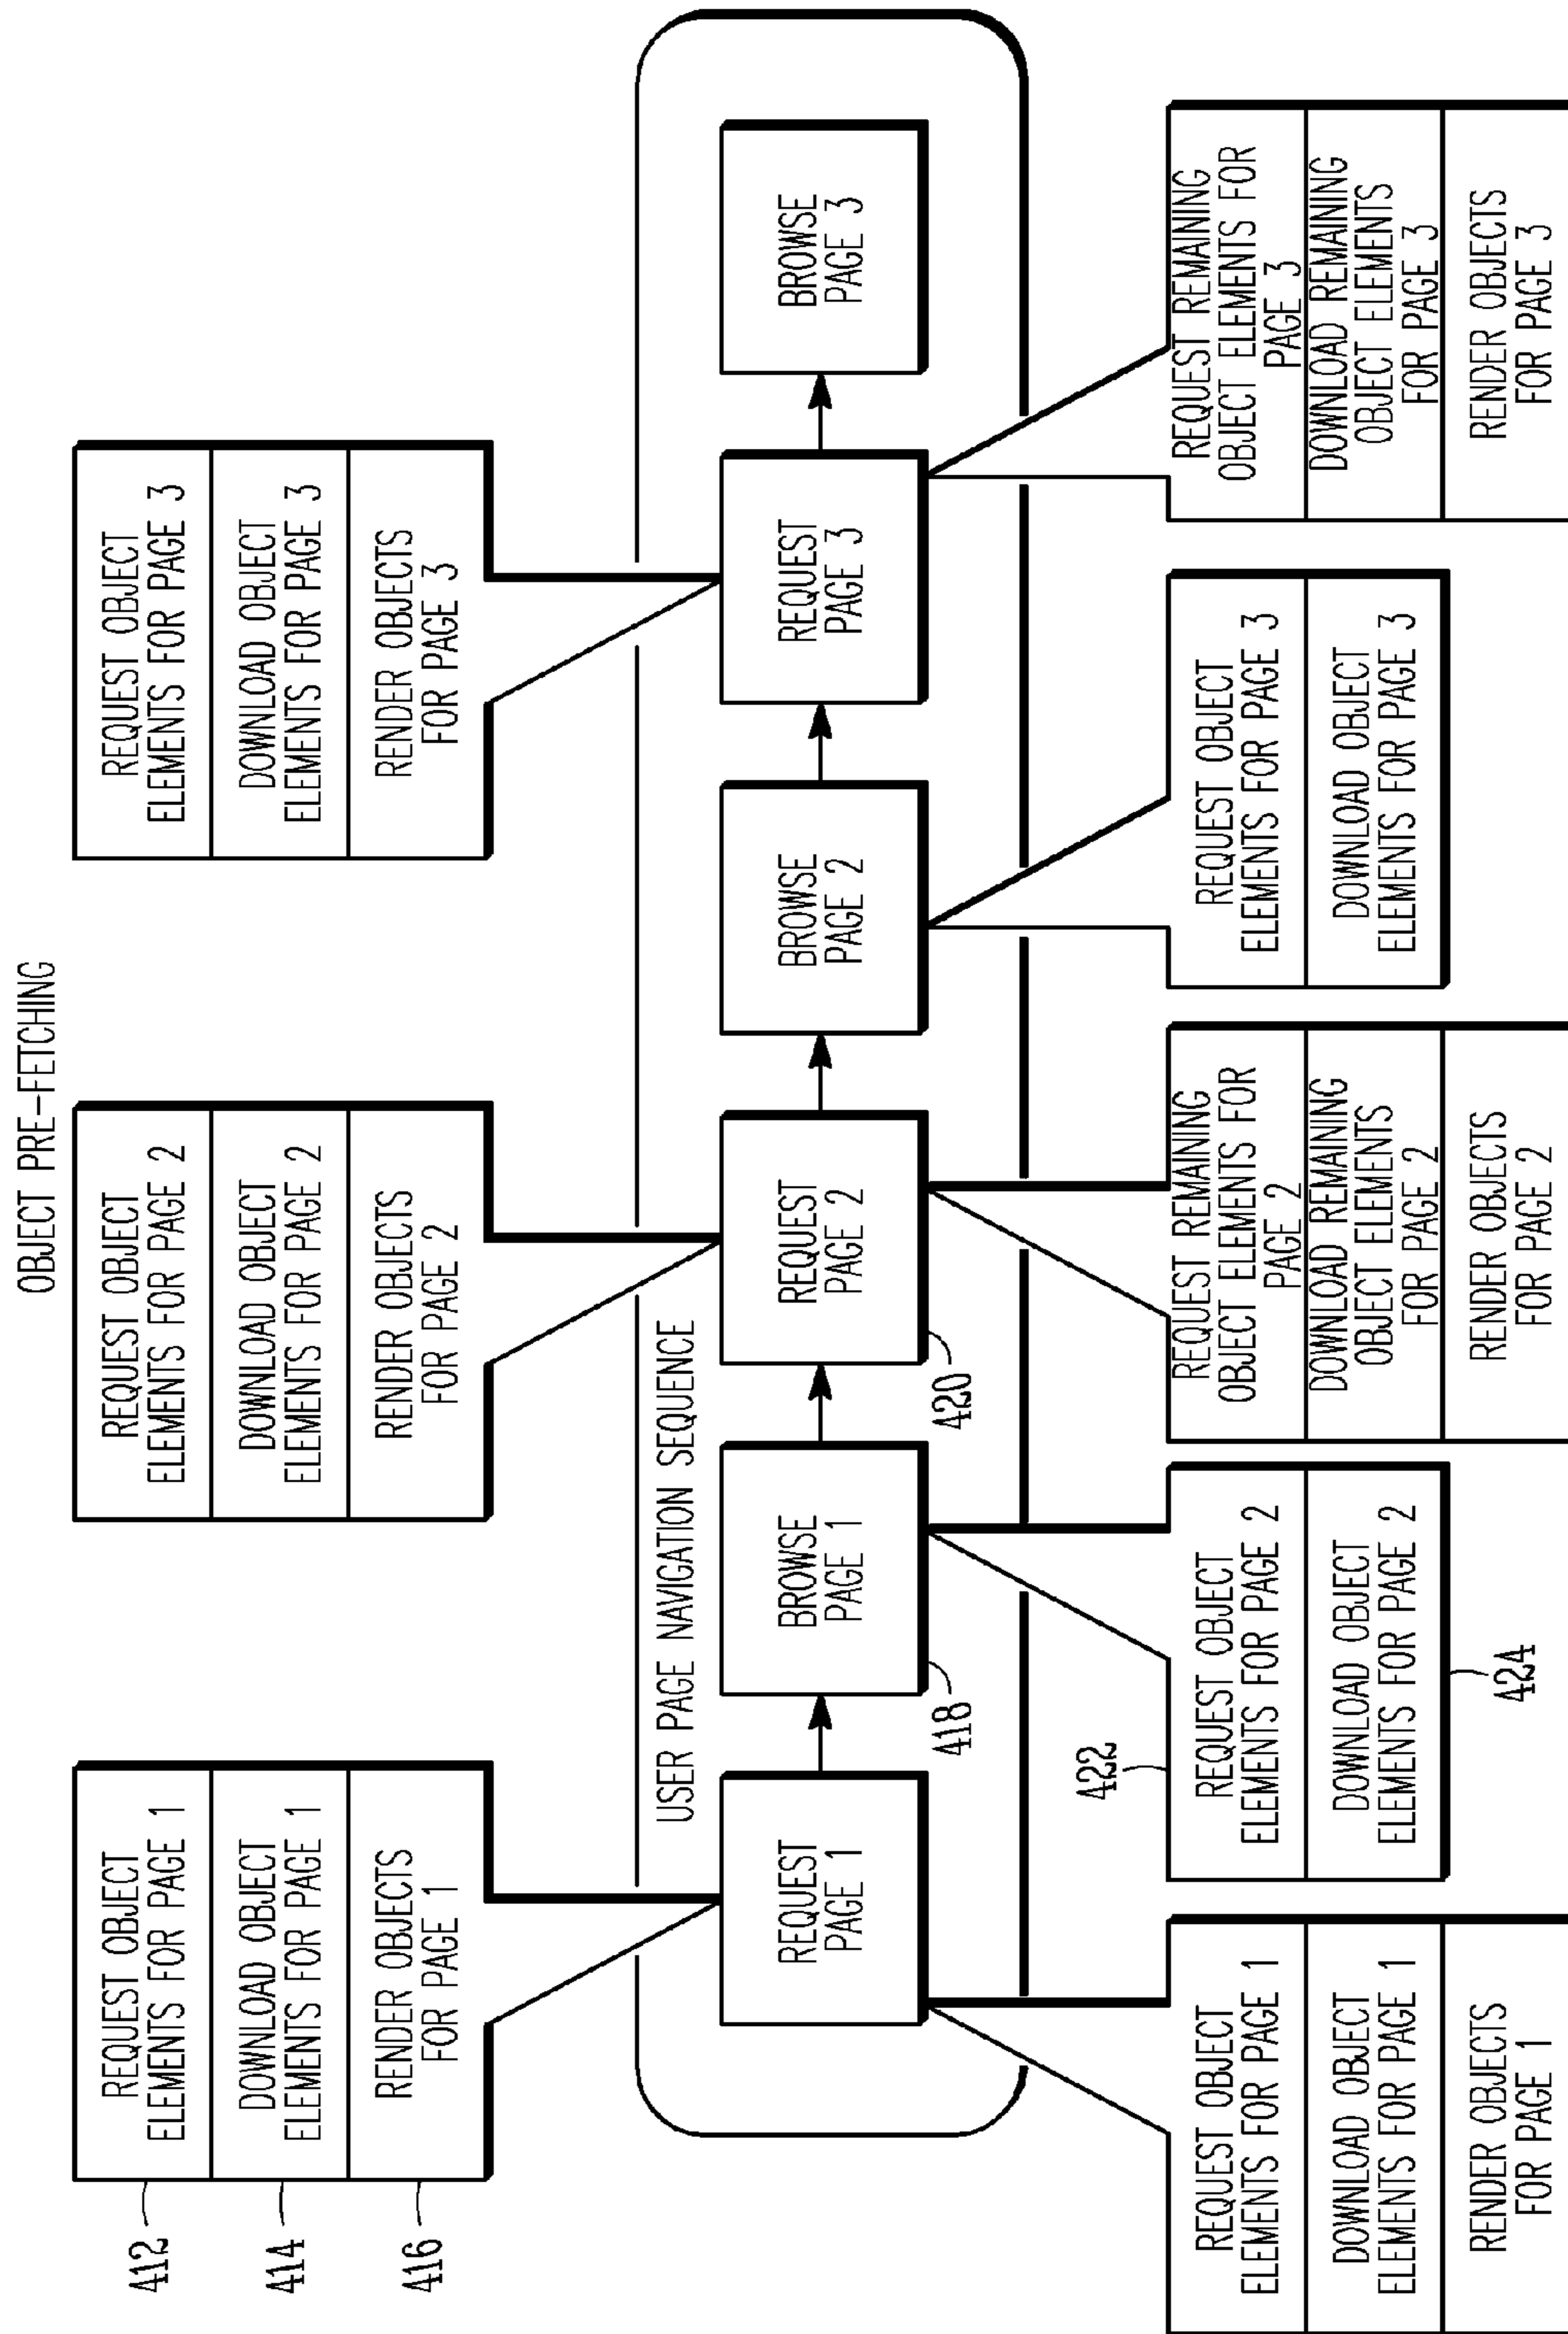 OBJECT PRE-FETCHING
REQUEST OBJECT
ELEMENTS FOR PAGE 1
DOWNLOAD OBJECT
ELEMENTS FOR PAGE 1
RENDER OBJECTS
FOR PAGE 1
412
414
416
REQUEST OBJECT
ELEMENTS FOR PAGE 2
DOWNLOAD OBJECT
ELEMENTS FOR PAGE 2
RENDER OBJECTS
FOR PAGE 2
REQUEST OBJECT
ELEMENTS FOR PAGE 3
DOWNLOAD OBJECT
ELEMENTS FOR PAGE 3
RENDER OBJECTS
FOR PAGE 3
USER PAGE NAVIGATION SEQUENCE
REQUEST
PAGE 1
BROWSE
PAGE 1
418
REQUEST
PAGE 2
420
BROWSE
PAGE 2
REQUEST
PAGE 3
BROWSE
PAGE 3
REQUEST OBJECT
ELEMENTS FOR PAGE 1
DOWNLOAD OBJECT
ELEMENTS FOR PAGE 1
RENDER OBJECTS
FOR PAGE 1
422
REQUEST OBJECT
ELEMENTS FOR PAGE 2
DOWNLOAD OBJECT
ELEMENTS FOR PAGE 2
424
REQUEST REMAINING
OBJECT ELEMENTS FOR
PAGE 2
DOWNLOAD REMAINING
OBJECT ELEMENTS
FOR PAGE 2
RENDER OBJECTS
FOR PAGE 2
REQUEST OBJECT
ELEMENTS FOR PAGE 3
DOWNLOAD OBJECT
ELEMENTS FOR PAGE 3
REQUEST REMAINING
OBJECT ELEMENTS FOR
PAGE 3
DOWNLOAD REMAINING
OBJECT ELEMENTS
FOR PAGE 3
RENDER OBJECTS
FOR PAGE 3